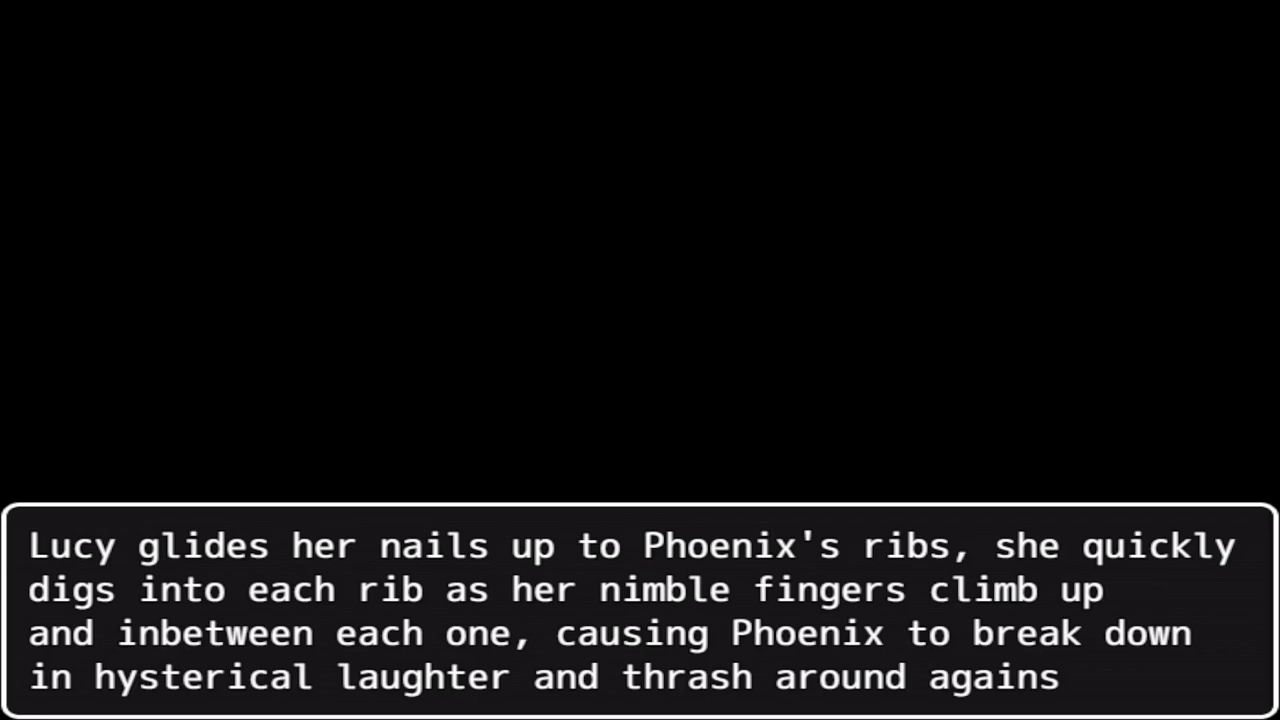 Lucy glides her nails up to Phoenix's ribs, she quickly
digs into each rib as her nimble fingers climb up
and inbetween each one, causing Phoenix to break down
in hysterical laughter and thrash around agains